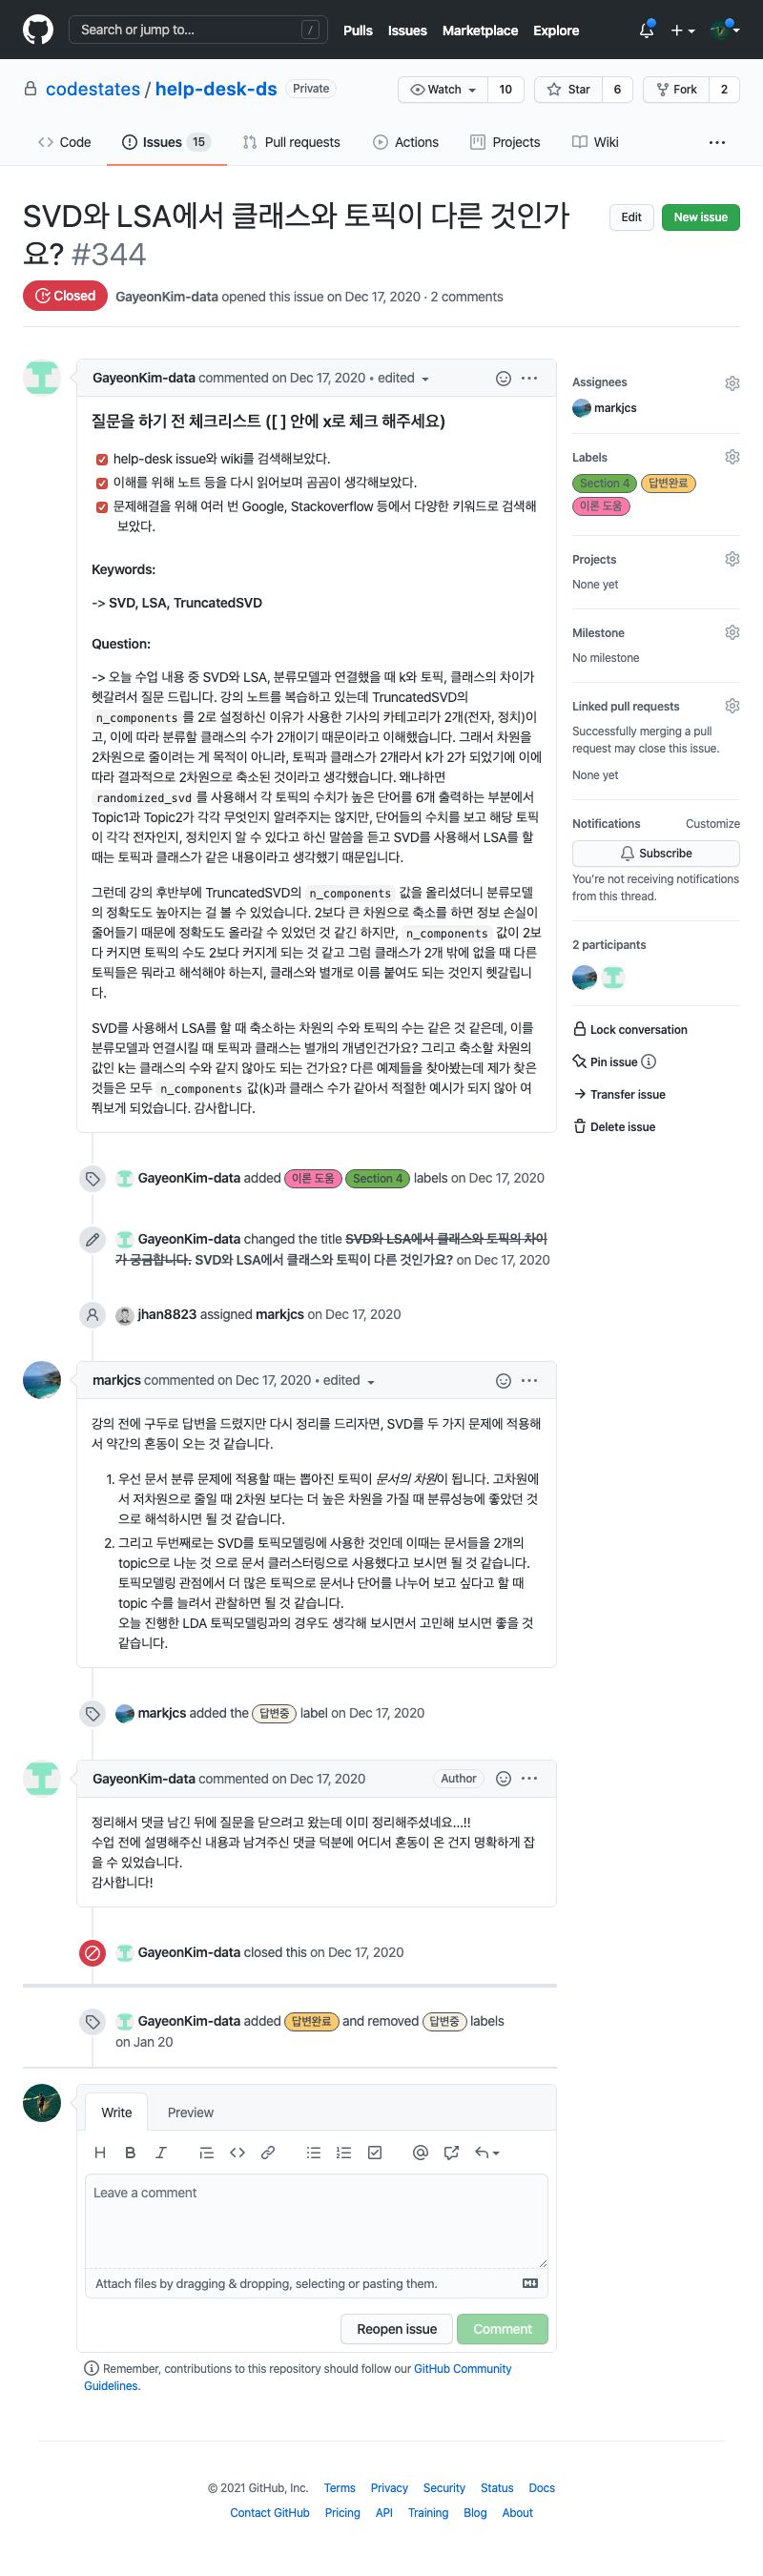 Search or jump to...
/
Pulls
Issues
Marketplace
Explore
codestates / help-desk-ds
Private
Watch
10
Star
6
Fork
2
Code
Issues 15
Pull requests
Actions
Projects
Wiki
SVD와 LSA에서 클래스와 토픽이 다른 것인가
요? #344
Edit
New issue
Closed
GayeonKim-data opened this issue on Dec 17, 2020 · 2 comments
GayeonKim-data commented on Dec 17, 2020 • edited
질문을 하기 전 체크리스트 ([ ] 안에 x로 체크 해주세요)
help-desk issue와 wiki를 검색해보았다.
이해를 위해 노트 등을 다시 읽어보며 곰곰이 생각해보았다.
문제해결을 위해 여러 번 Google, Stackoverflow 등에서 다양한 키워드로 검색해
보았다.
Keywords:
-> SVD, LSA, TruncatedSVD
Question:
-> 오늘 수업 내용 중 SVD와 LSA, 분류모델과 연결했을 때 k와 토픽, 클래스의 차이가
헷갈려서 질문 드립니다. 강의 노트를 복습하고 있는데 TruncatedSVD의
n_components 를 2로 설정하신 이유가 사용한 기사의 카테고리가 2개(전자, 정치)이
고, 이에 따라 분류할 클래스의 수가 2개이기 때문이라고 이해했습니다. 그래서 차원을
2차원으로 줄이려는 게 목적이 아니라, 토픽과 클래스가 2개라서 k가 2가 되었기에 이에
따라 결과적으로 2차원으로 축소된 것이라고 생각했습니다. 왜냐하면
randomized_svd 를 사용해서 각 토픽의 수치가 높은 단어를 6개 출력하는 부분에서
Topic1과 Topic2가 각각 무엇인지 알려주지는 않지만, 단어들의 수치를 보고 해당 토픽
이 각각 전자인지, 정치인지 알 수 있다고 하신 말씀을 듣고 SVD를 사용해서 LSA를 할
때는 토픽과 클래스가 같은 내용이라고 생각했기 때문입니다.
그런데 강의 후반부에 TruncatedSVD의 n_components 값을 올리셨더니 분류모델
의 정확도도 높아지는 걸 볼 수 있었습니다. 2보다 큰 차원으로 축소를 하면 정보 손실이
줄어들기 때문에 정확도도 올라갈 수 있었던 것 같긴 하지만, n_components 값이 2보
다 커지면 토픽의 수도 2보다 커지게 되는 것 같고 그럼 클래스가 2개 밖에 없을 때 다른
토픽들은 뭐라고 해석해야 하는지, 클래스와 별개로 이름 붙여도 되는 것인지 헷갈립니
다.
SVD를 사용해서 LSA를 할 때 축소하는 차원의 수와 토픽의 수는 같은 것 같은데, 이를
분류모델과 연결시킬 때 토픽과 클래스는 별개의 개념인건가요? 그리고 축소할 차원의
값인 k는 클래스의 수와 같지 않아도 되는 건가요? 다른 예제들을 찾아봤는데 제가 찾은
것들은 모두 n_components 값(k)과 클래스 수가 같아서 적절한 예시가 되지 않아 여
쭤보게 되었습니다. 감사합니다.
Assignees
markjcs
Labels
Section 4
답변완료
이론 도움
Projects
None yet
Milestone
No milestone
Linked pull requests
Successfully merging a pull
request may close this issue.
None yet
Notifications
Customize
Subscribe
You're not receiving notifications
from this thread.
2 participants
Lock conversation
Pin issue
Transfer issue
Delete issue
GayeonKim-data added 이론 도움 Section 4 labels on Dec 17, 2020
GayeonKim-data changed the title SVD와 LSA에서 클래스와 토픽의 차이
가 궁금합니다. SVD와 LSA에서 클래스와 토픽이 다른 것인가요? on Dec 17, 2020
jhan8823 assigned markjcs on Dec 17, 2020
markjcs commented on Dec 17, 2020 • edited
강의 전에 구두로 답변을 드렸지만 다시 정리를 드리자면, SVD를 두 가지 문제에 적용해
서 약간의 혼동이 오는 것 같습니다.
1. 우선 문서 분류 문제에 적용할 때는 뽑아진 토픽이 문서의 차원이 됩니다. 고차원에
서 저차원으로 줄일 때 2차원 보다는 더 높은 차원을 가질 때 분류성능에 좋았던 것
으로 해석하시면 될 것 같습니다.
2. 그리고 두번째로는 SVD를 토픽모델링에 사용한 것인데 이때는 문서들을 2개의
topic으로 나눈 것 으로 문서 클러스터링으로 사용했다고 보시면 될 것 같습니다.
토픽모델링 관점에서 더 많은 토픽으로 문서나 단어를 나누어 보고 싶다고 할 때
topic 수를 늘려서 관찰하면 될 것 같습니다.
오늘 진행한 LDA 토픽모델링과의 경우도 생각해 보시면서 고민해 보시면 좋을 것
같습니다.
markjcs added the 답변중 label on Dec 17, 2020
GayeonKim-data commented on Dec 17, 2020
Author
정리해서 댓글 남긴 뒤에 질문을 닫으려고 왔는데 이미 정리해주셨네요...!!
수업 전에 설명해주신 내용과 남겨주신 댓글 덕분에 어디서 혼동이 온 건지 명확하게 잡
을 수 있었습니다.
감사합니다!
GayeonKim-data closed this on Dec 17, 2020
GayeonKim-data added 답변완료 and removed 답변중 labels
on Jan 20
Write
Preview
Leave a comment
Attach files by dragging & dropping, selecting or pasting them.
Reopen issue
Comment
Remember, contributions to this repository should follow our GitHub Community
Guidelines.
© 2021 GitHub, Inc.
Terms
Privacy
Security
Status
Docs
Contact GitHub
Pricing
API
Training
Blog
About